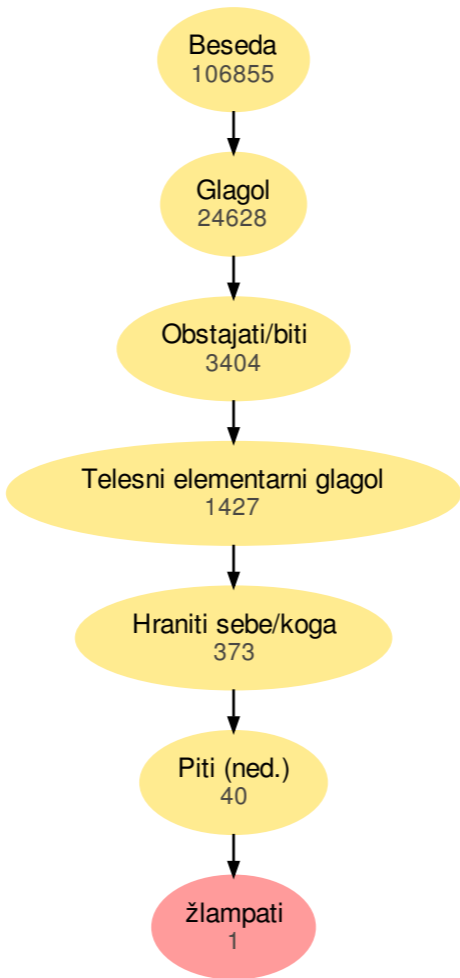 Beseda
106855
Glagol
24628
Obstajati/biti
3404
Telesni elementarni glagol
1427
Hraniti sebe/koga
373
Piti (ned.)
40
žlampati
1